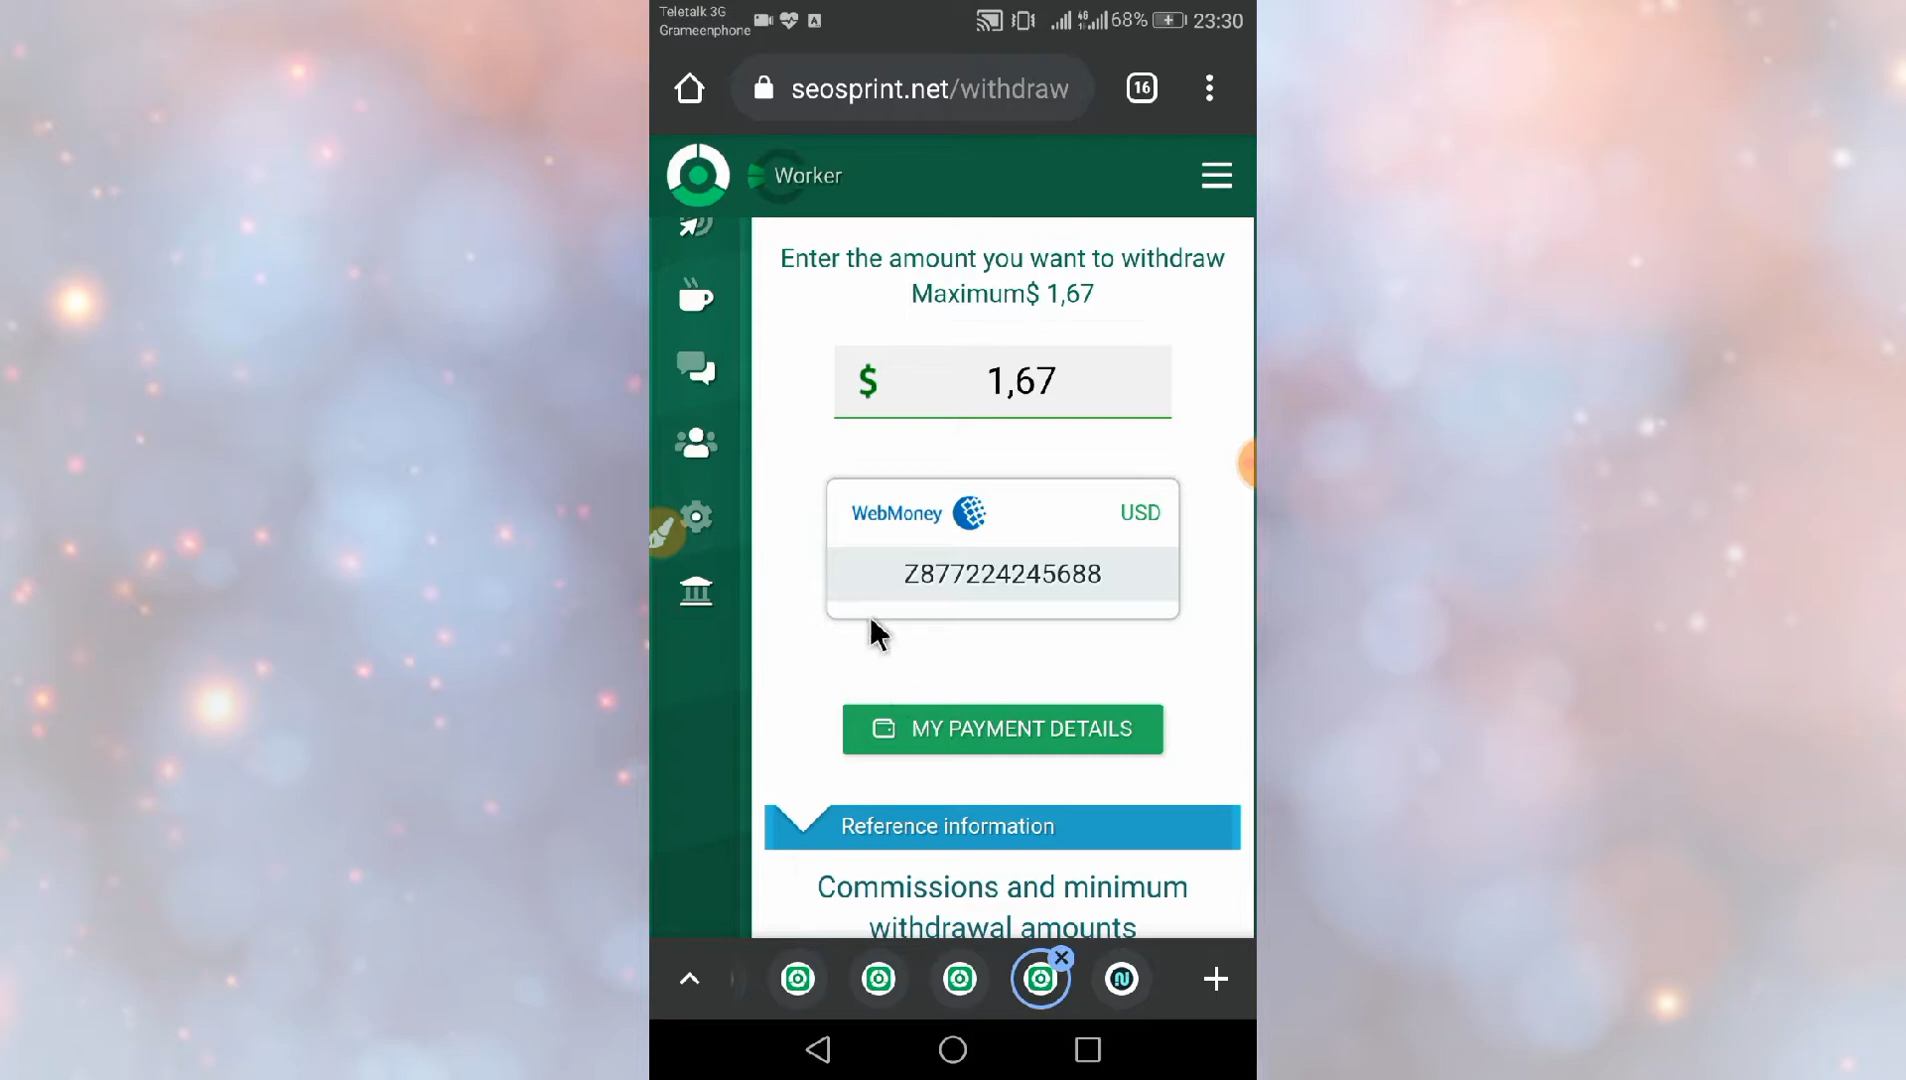 Teletalk 3G
Grameenphone
68%
23:30
seosprint.net/withdraw
16
Worker
Enter the amount you want to withdraw
Maximum$ 1,67
$ 1,67
WebMoney
USD
Z877224245688
MY PAYMENT DETAILS
Reference information
Commissions and minimum
withdrawal amounts